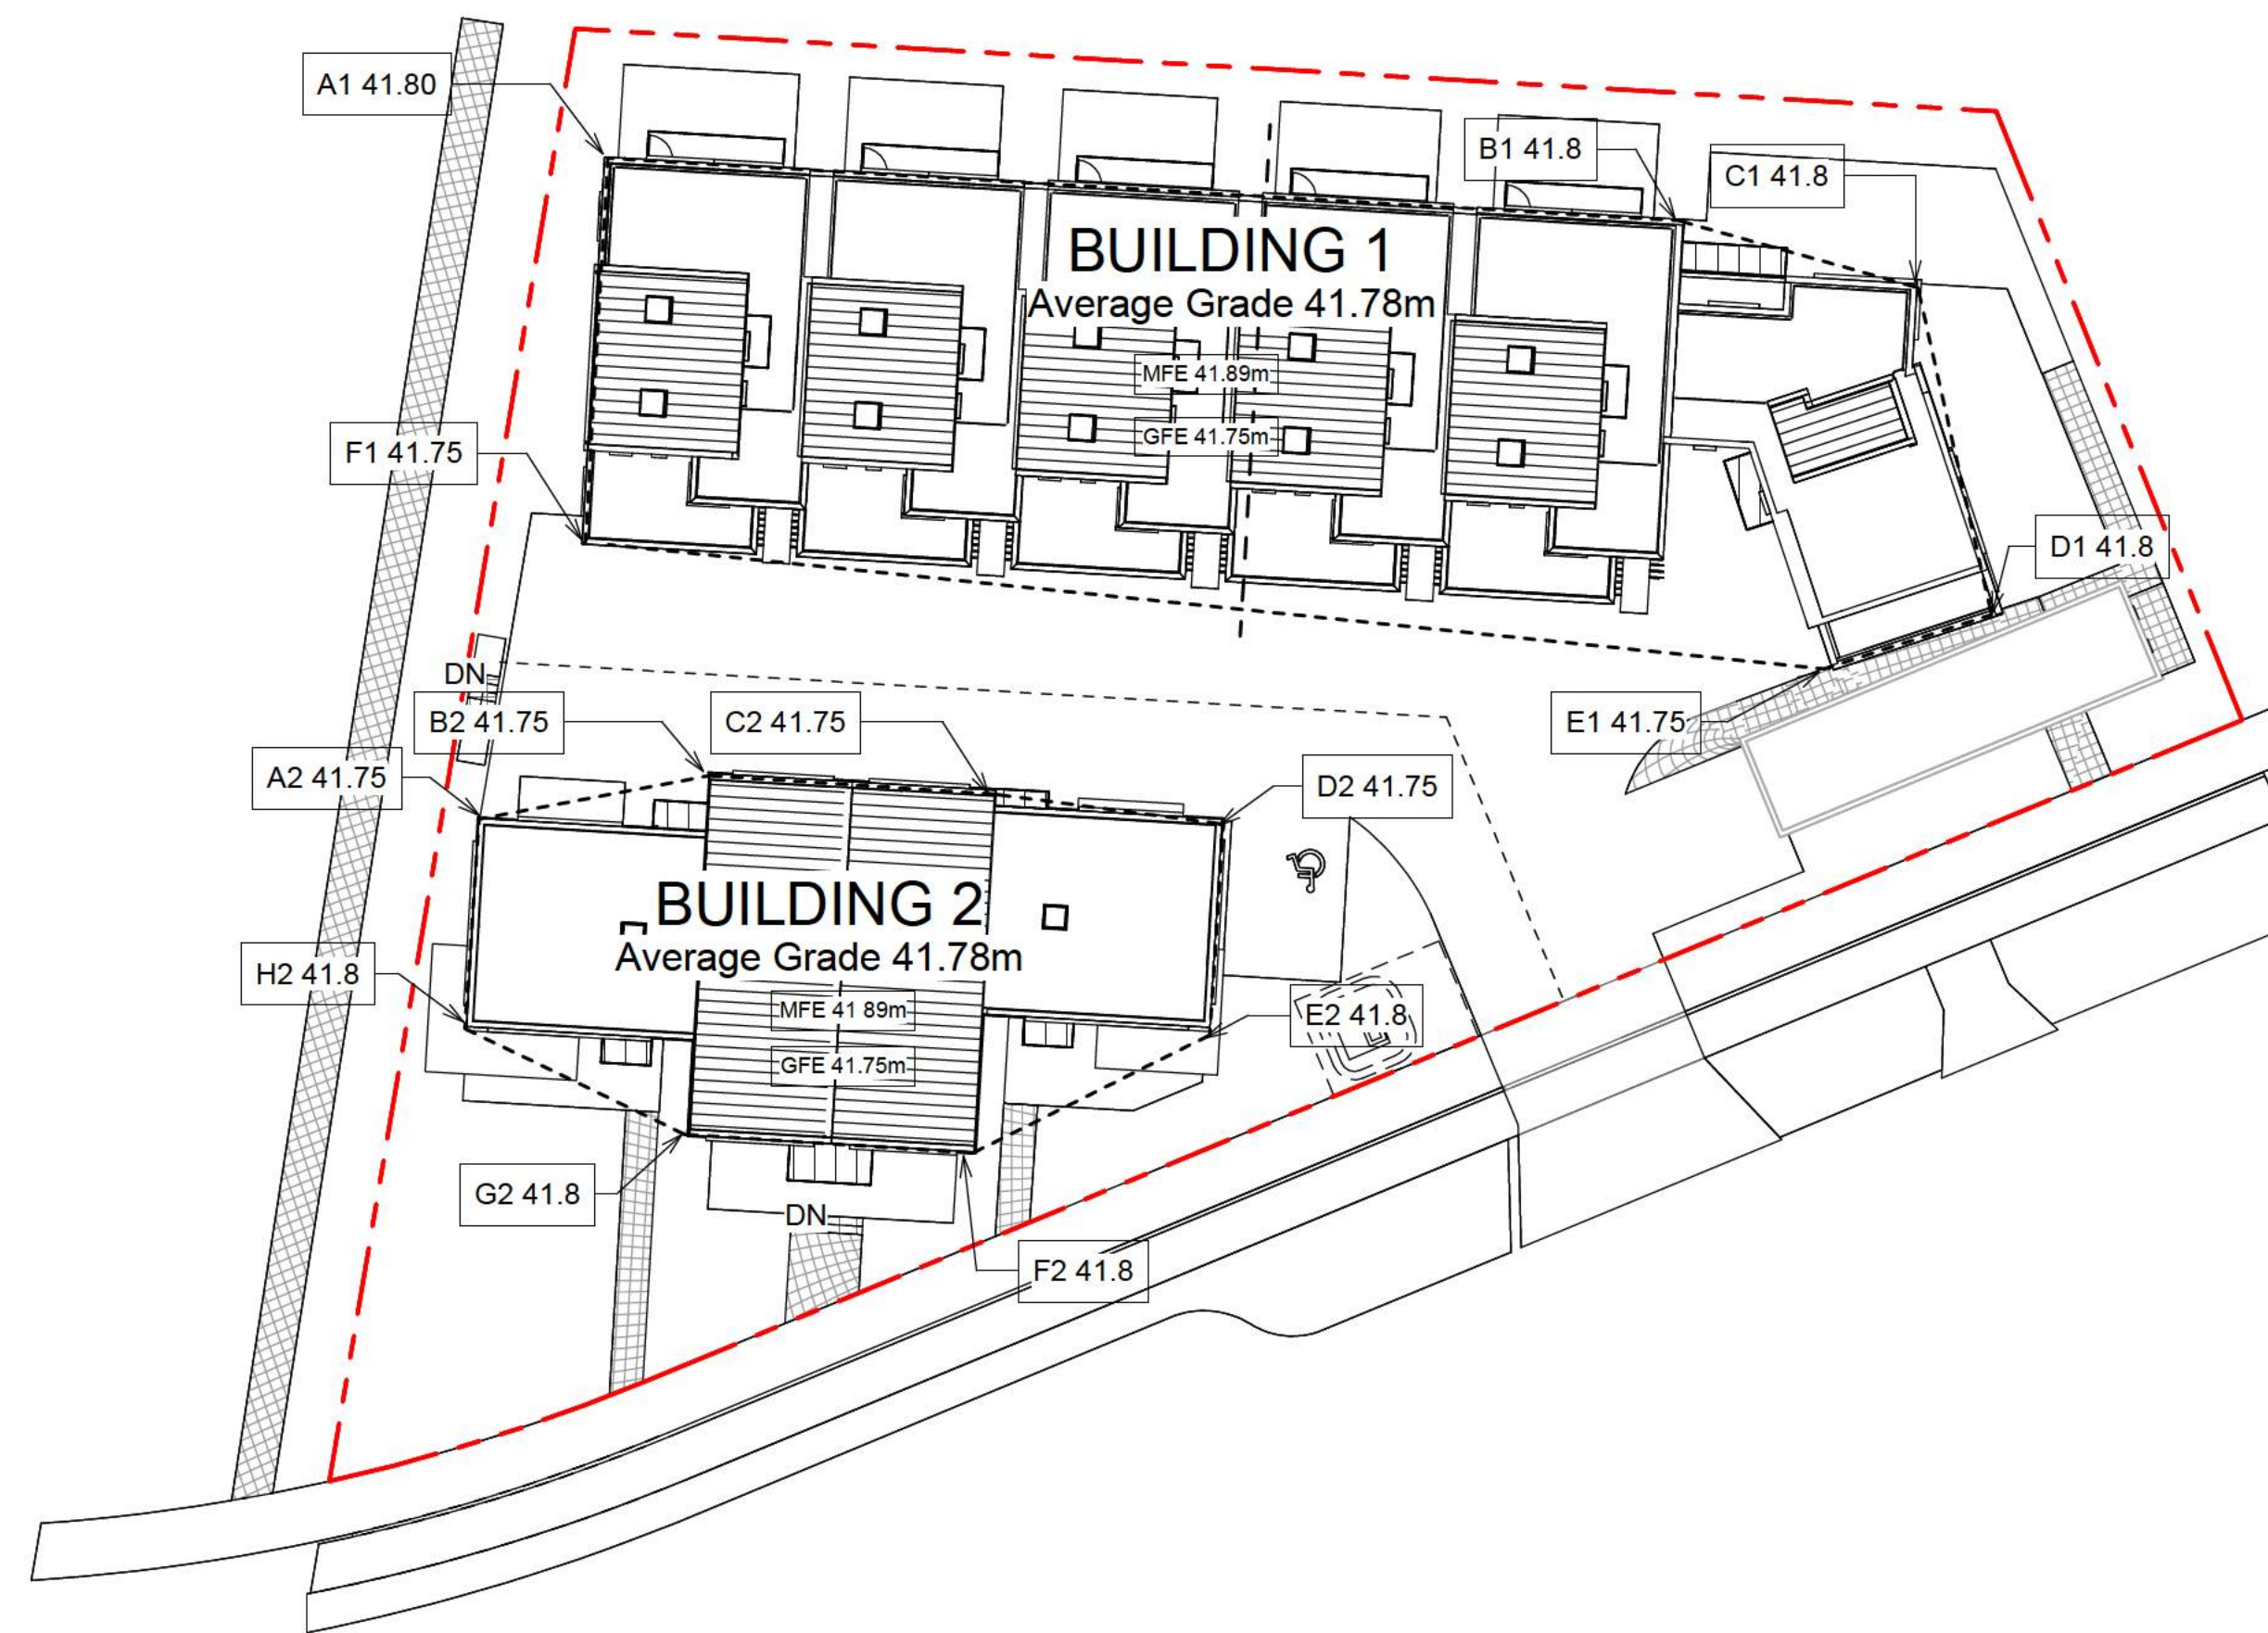 A1 41.80
B1 41.8
C1 41.8
BUILDING 1
Average Grade 41.78m
MFE 41.89m
GFE 41.75m
F1 41.75
D1 41.8
DN
B2 41.75
C2 41.75
E1 41.75
A2 41.75
D2 41.75
BUILDING 2
Average Grade 41.78m
H2 41.8
MFE 41 89m
E2 41.8
GFE 41.75m
G2 41.8
DN
F2 41.8